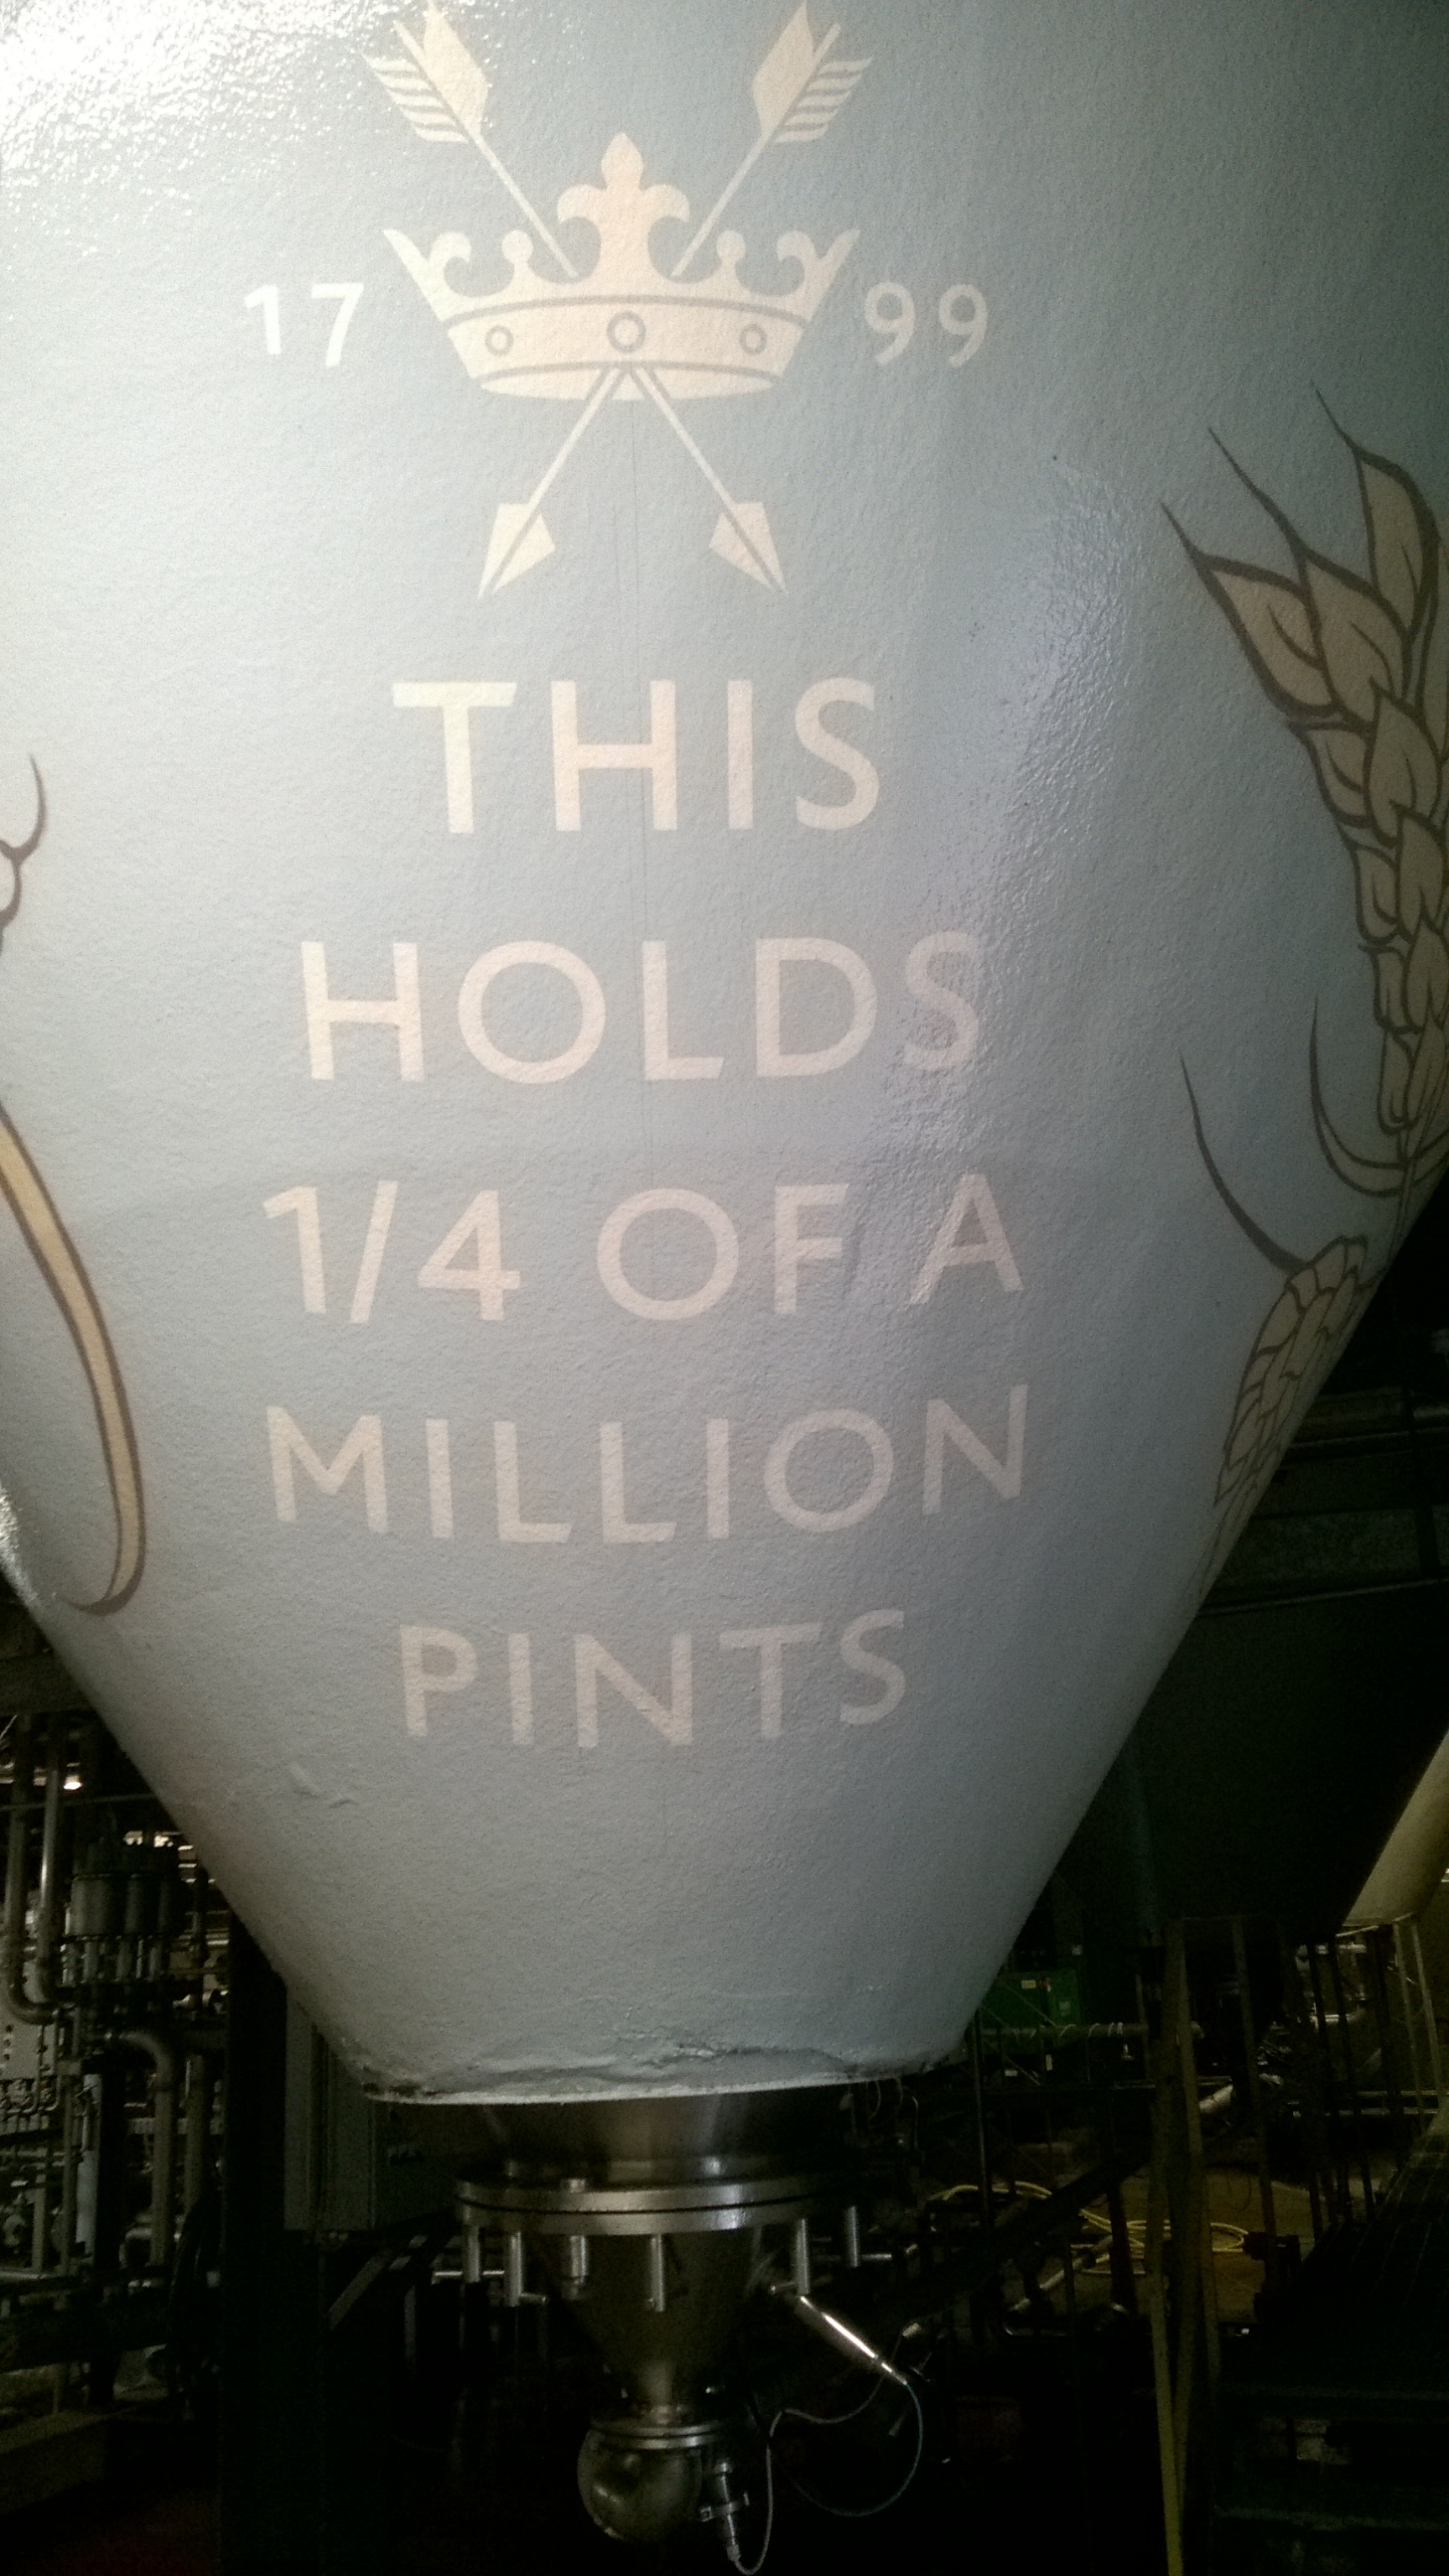 17 99
THIS
HOLDS
1/4 OF A
MILLION
PINTS